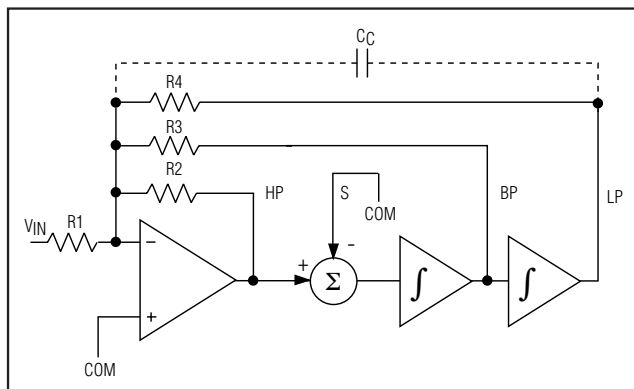 CC
R4
R3
R2
HP
S
COM
BP
LP
VIN
R1
−
+
COM
+
-
Σ
∫
∫